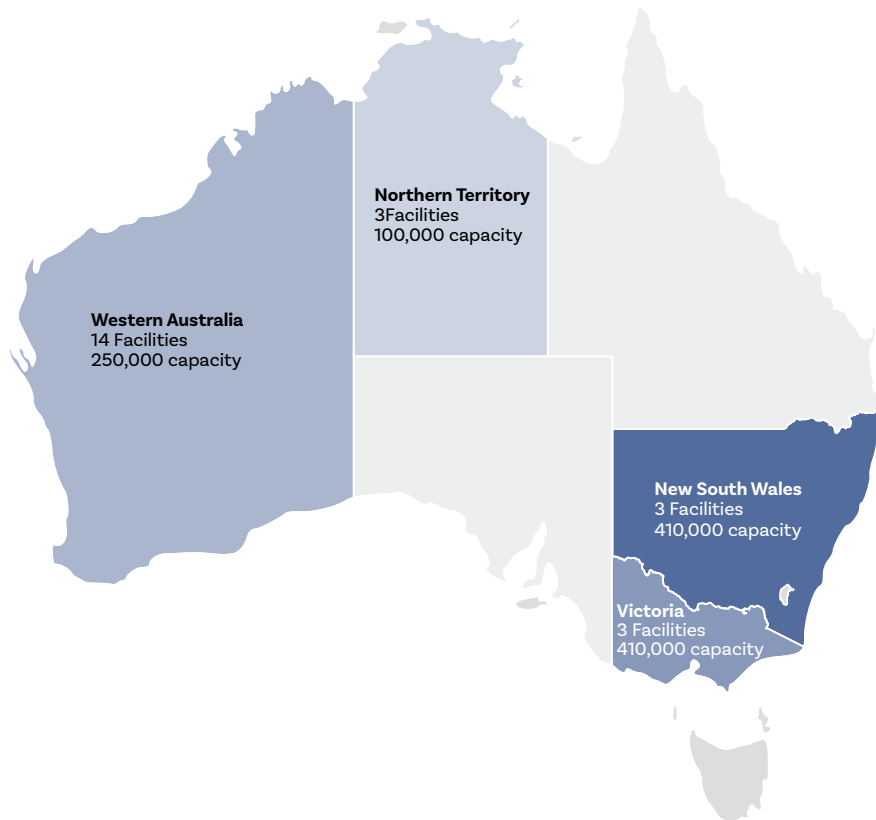 Northern Territory
3Facilities
100,000 capacity
Western Australia
14 Facilities
250,000 capacity
New South Wales
3 Facilities
410,000 capacity
Victoria
3 Facilities
410,000 capacity